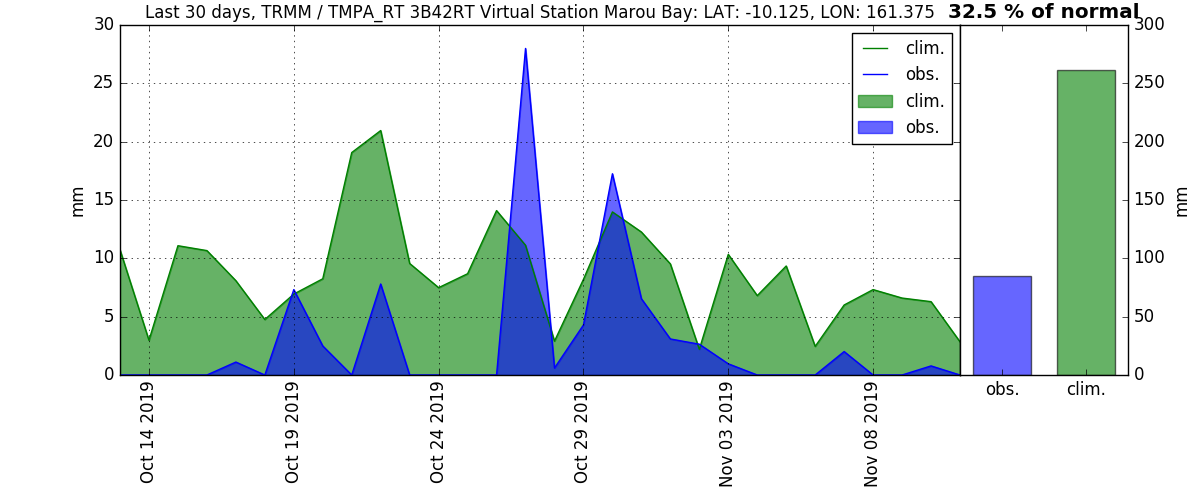 Last 30 days, TRMM / TMPA_RT 3B42RT Virtual Station Marou Bay: LAT: -10.125, LON: 161.375 32.5 % of normal
30
25
20
15
10
5
0
mm
clim.
obs.
clim.
obs.
300
250
200
150
100
50
0
mm
Oct 14 2019
Oct 19 2019
Oct 24 2019
Oct 29 2019
Nov 03 2019
Nov 08 2019
obs. clim.